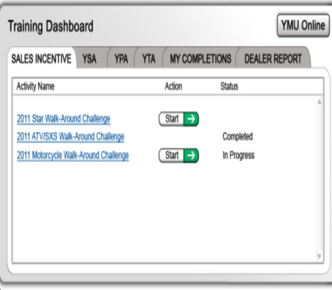 Training Dashboard YMU Online
SALES INCENTIVE YSA YPA YTA MY COMPLETIONS DEALER REPORT
Activity Name Action Status
2011 Star Walk-Around Challenge Start
2011 ATV/SXS Walk-Around Challenge Completed
2011 Motorcycle Walk-Around Challenge Start In Progress